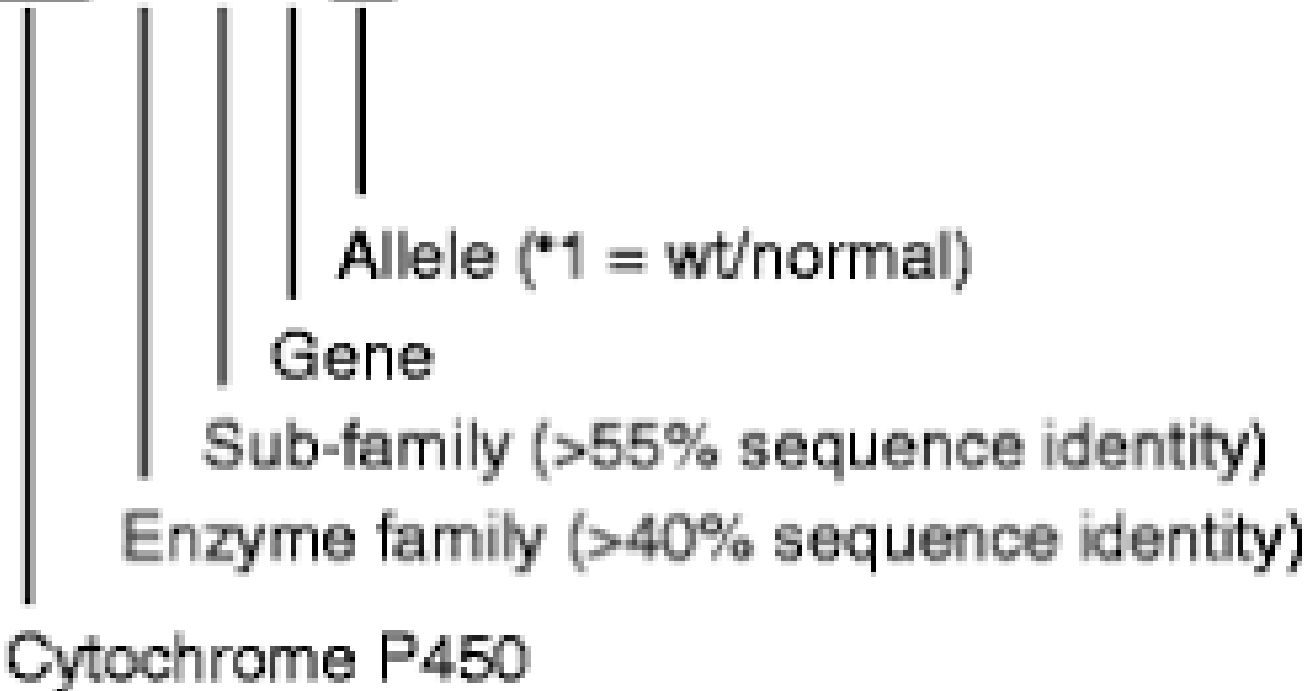 Allele (*1 = wt/normal)
Gene
Sub-family (>55% sequence identity)
Enzyme family (>40% sequence identity)
Cytochrome P450